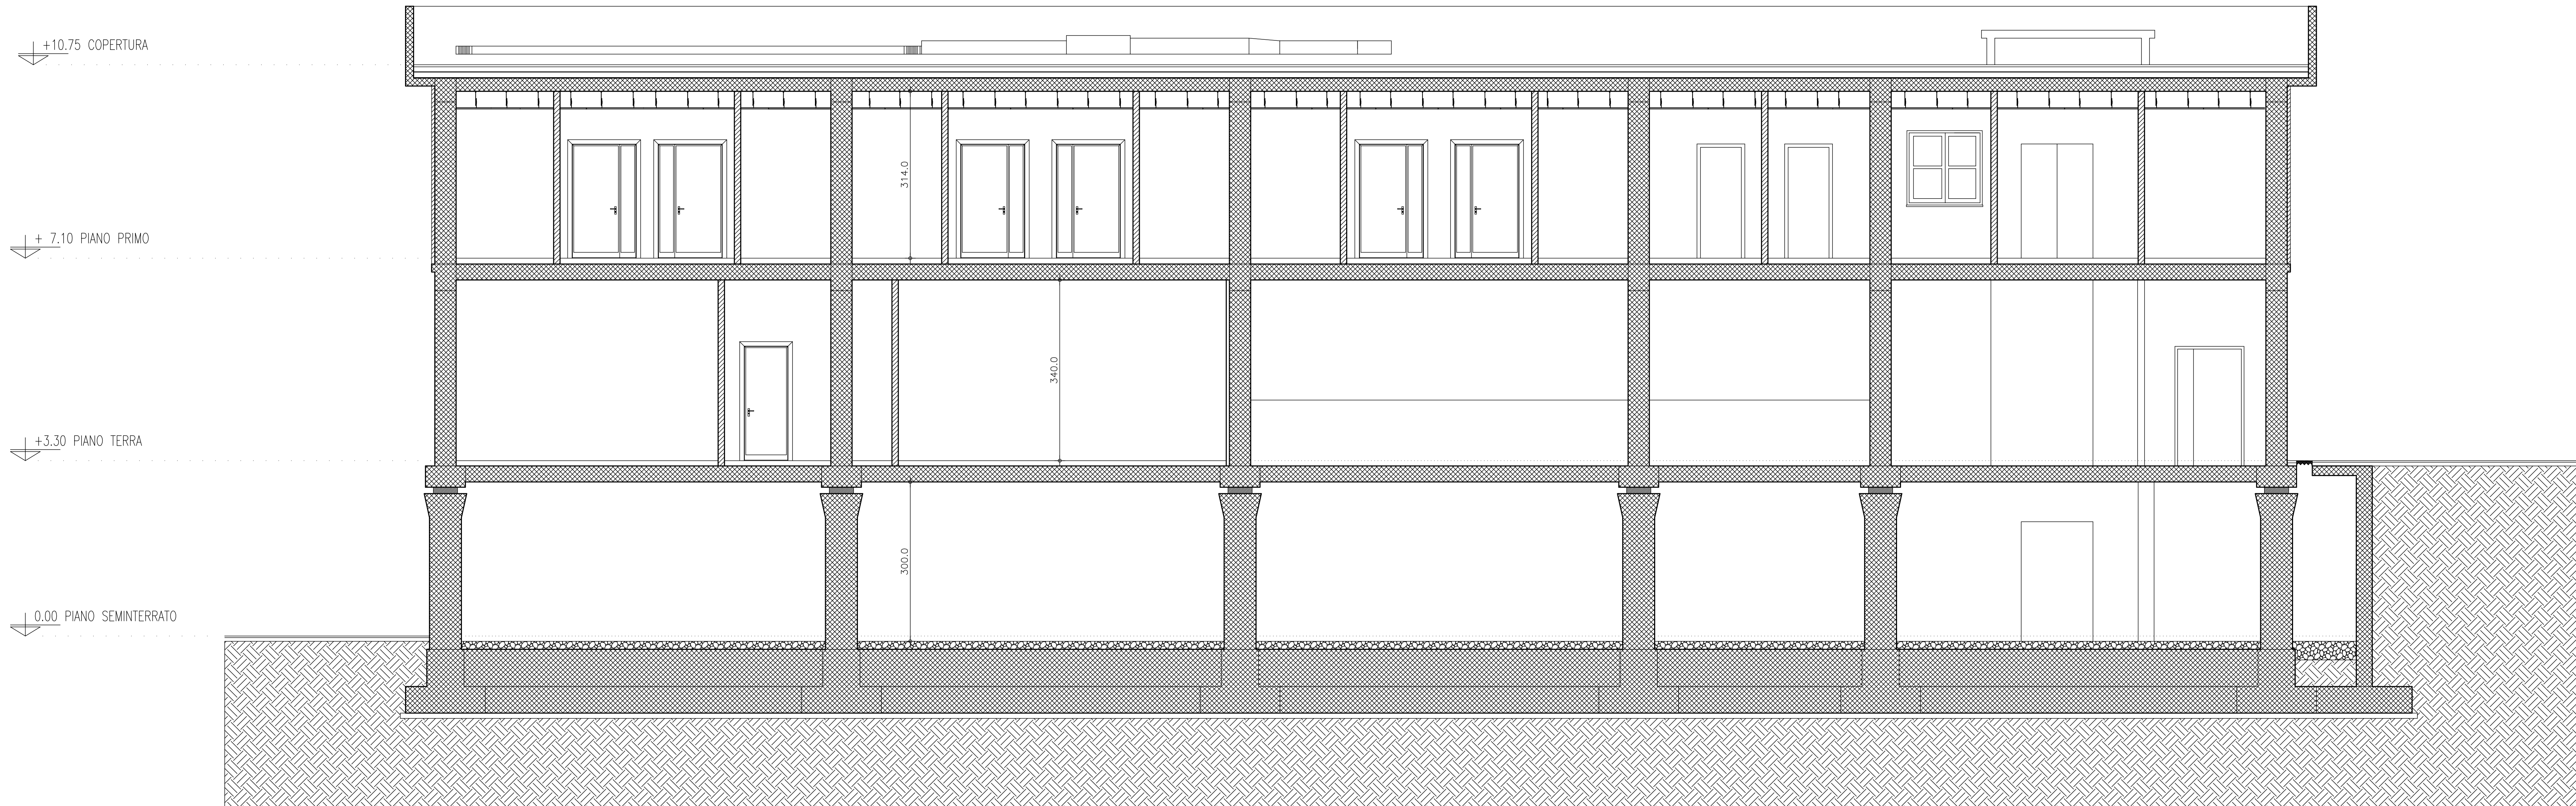 +10.75 COPERTURA
314.0
+ 7.10 PIANO PRIMO
340.0
+3.30 PIANO TERRA
300.0
0.00 PIANO SEMINTERRATO